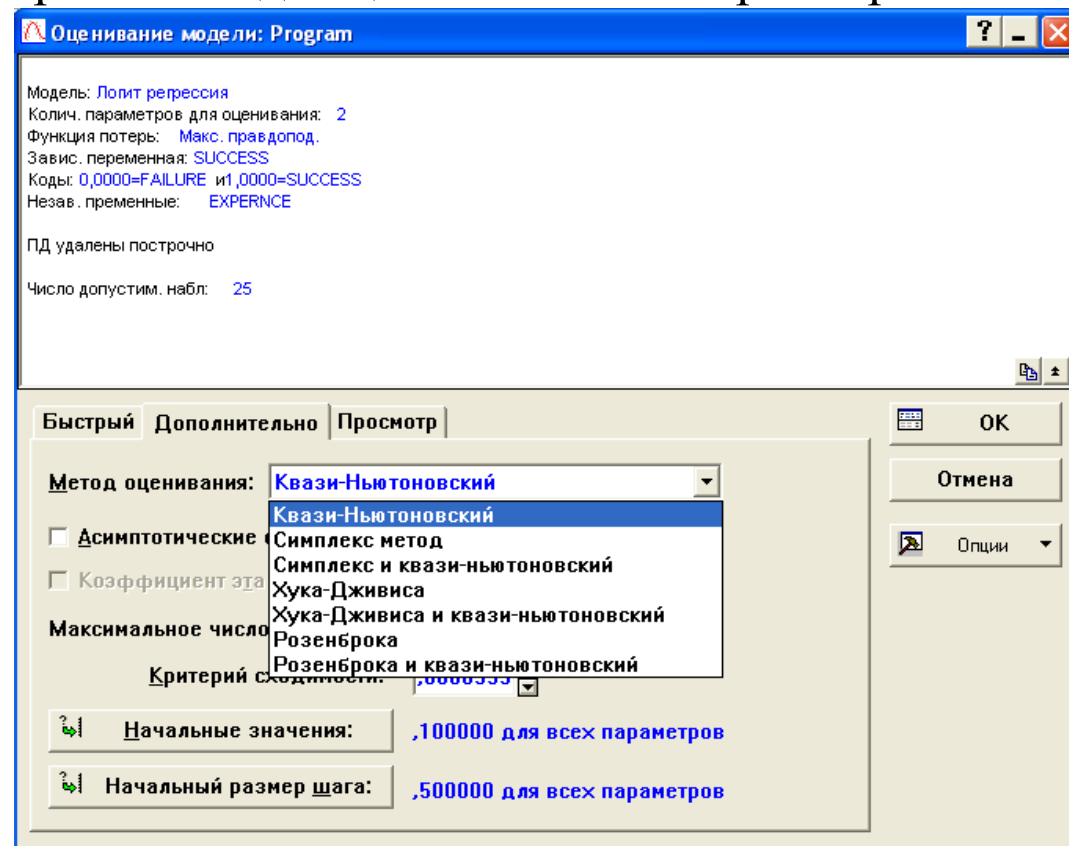 Оценивание модели: Program
Модель: Логит регрессия
Колич. параметров для оценивания: 2
Функция потерь: Макс. правдопод.
Завис. переменная: SUCCESS
Коды: 0,0000=FAILURE и1,0000=SUCCESS
Незав. пременные: EXPERNCE
ПД удалены построчно
Число допустим. набл: 25
Быстрый Дополнительно Просмотр
OK
Отмена
Опции
Метод оценивания: Квази-Ньютоновский
Квази-Ньютоновский
Симплекс метод
Симплекс и квази-ньютоновский
Хука-Дживиса
Хука-Дживиса и квази-ньютоновский
Розенброка
Розенброка и квази-ньютоновский
Асимптотические
Коэффициент эта
Максимальное число
Критерий сходимости:
Начальные значения: ,100000 для всех параметров
Начальный размер шага: ,500000 для всех параметров